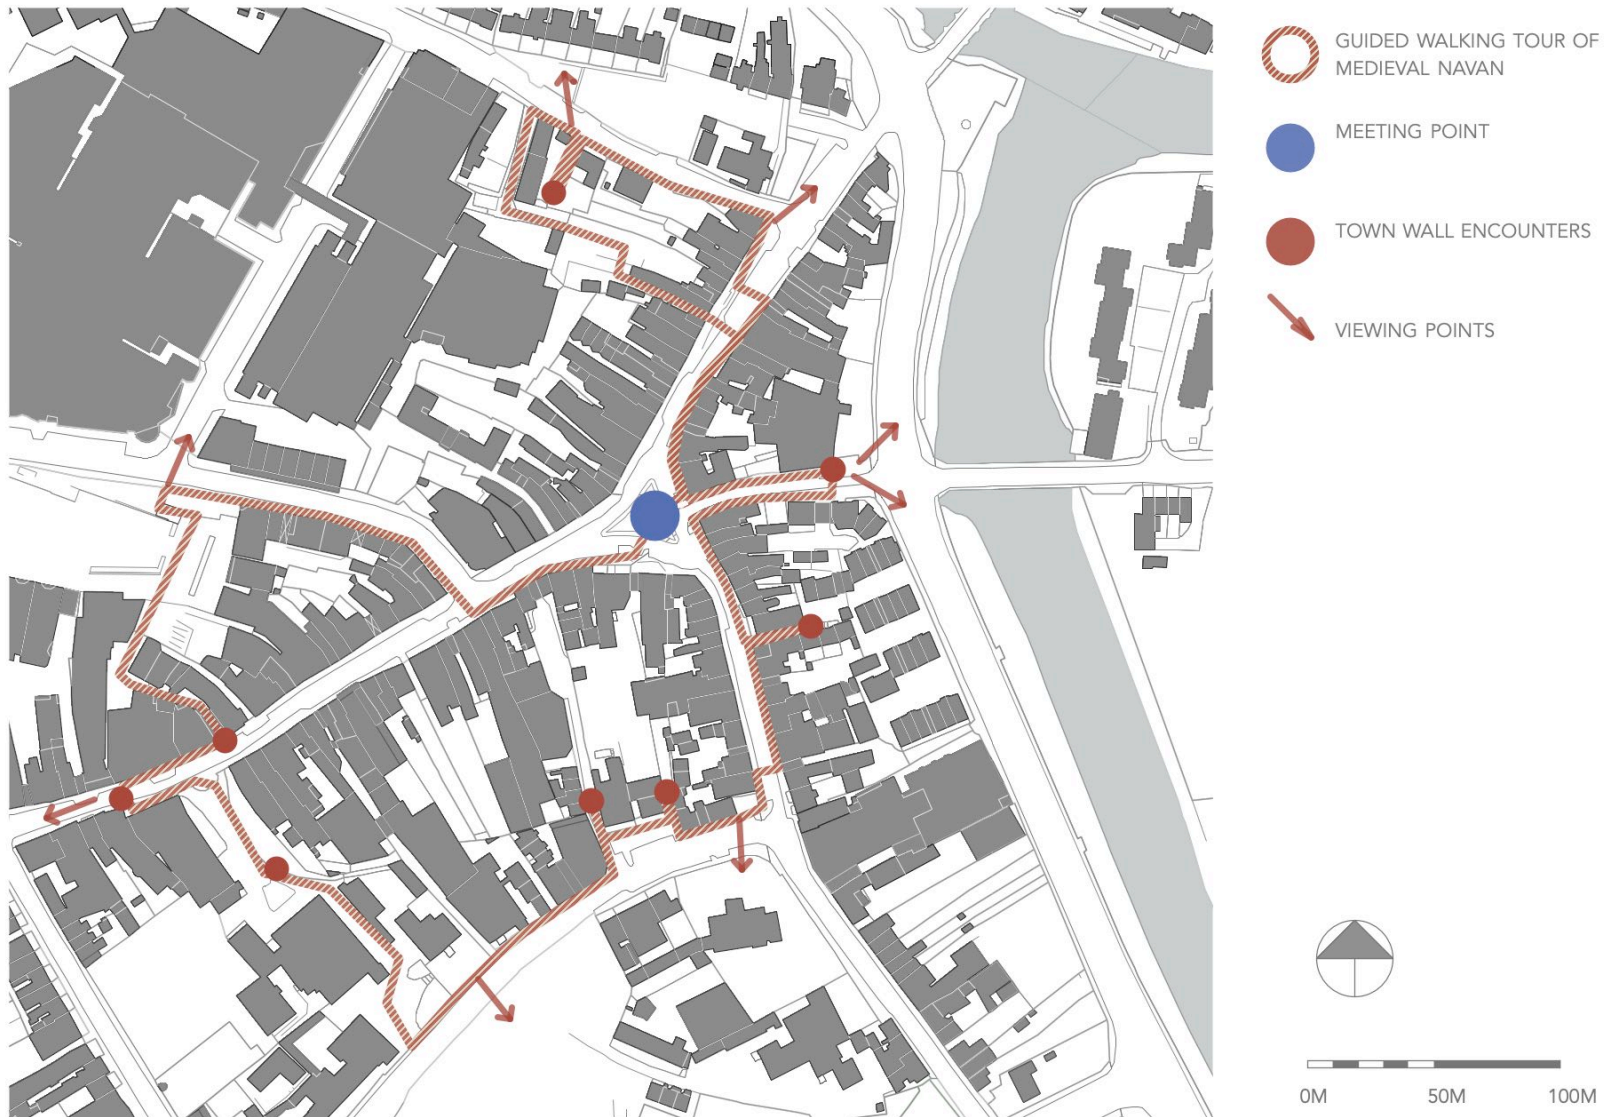 GUIDED WALKING TOUR OF
MEDIEVAL NAVAN
MEETING POINT
TOWN WALL ENCOUNTERS
VIEWING POINTS
0M 50M 100M